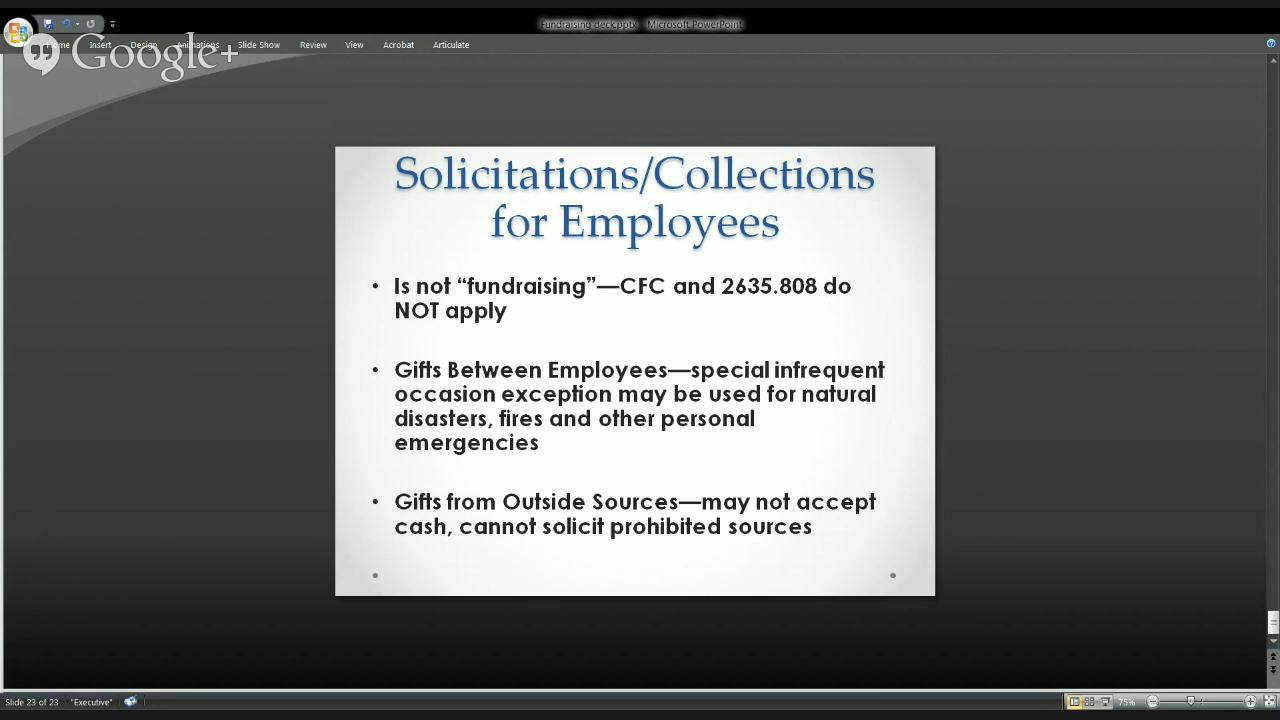 Fundraising deck.pptx - Microsoft PowerPoint
Home Insert Design Animations Slide Show Review View Acrobat Articulate
Google+
Solicitations/Collections
for Employees
• Is not “fundraising”—CFC and 2635.808 do
NOT apply
• Gifts Between Employees—special infrequent
occasion exception may be used for natural
disasters, fires and other personal
emergencies
• Gifts from Outside Sources—may not accept
cash, cannot solicit prohibited sources
Slide 23 of 23 "Executive" 75%